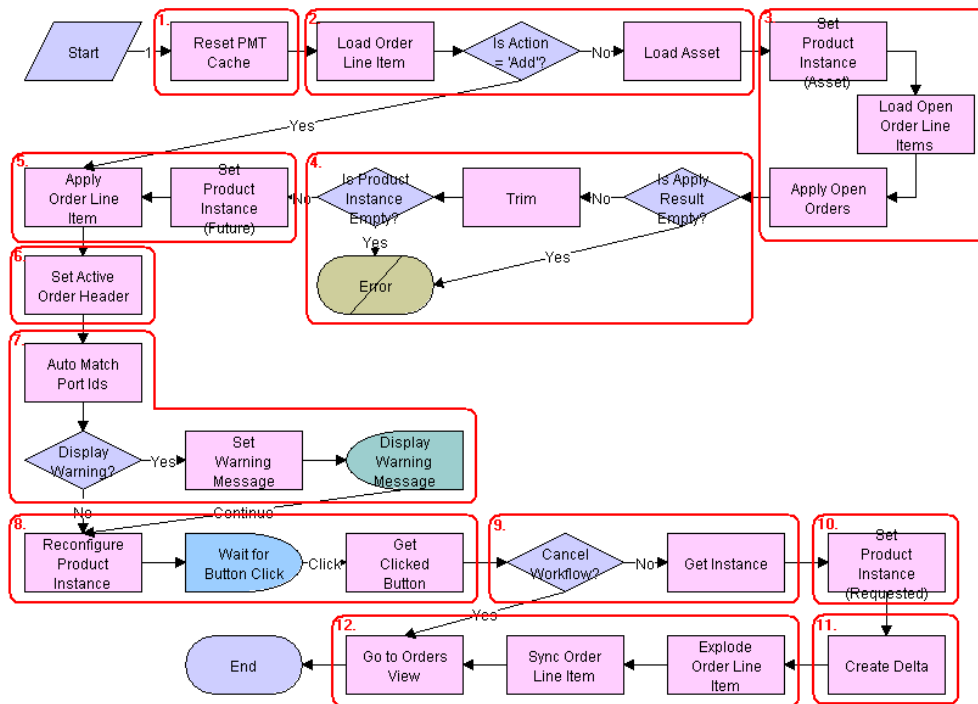 1.
2.
3.
Start
1
Reset PMT
Cache
Load Order
Line Item
Is Action
= 'Add'?
No
Load Asset
Set
Product
Instance
(Asset)
Yes
Load Open
Order Line
Items
5.
4.
Apply
Order Line
Item
Set
Product
Instance
(Future)
No
Is Product
Instance
Empty?
Trim
No
Is Apply
Result
Empty?
Apply Open
Orders
Yes
Yes
Error
6.
Set Active
Order Header
7.
Auto Match
Port Ids
Display
Warning?
Yes
Set
Warning
Message
Display
Warning
Message
No
Continue
8.
9.
10.
Reconfigure
Product
Instance
Wait for
Button Click
Click
Get
Clicked
Button
Cancel
Workflow?
No
Get Instance
Set
Product
Instance
(Requested)
Yes
12.
11.
End
Go to Orders
View
Sync Order
Line Item
Explode
Order Line
Item
Create Delta